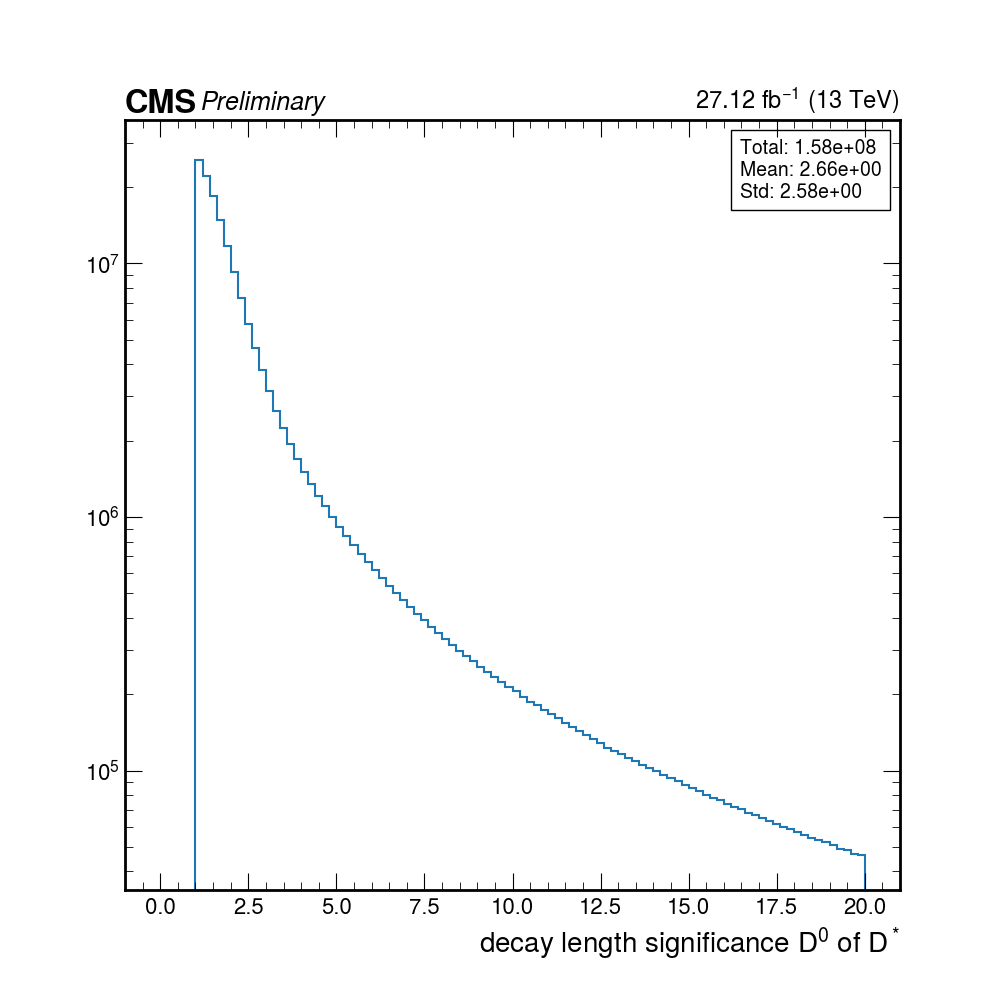 CMS Preliminary
27.12 fb⁻¹ (13 TeV)
Total: 1.58e+08
Mean: 2.66e+00
Std: 2.58e+00
10⁷
10⁶
10⁵
0.0 2.5 5.0 7.5 10.0 12.5 15.0 17.5 20.0
decay length significance D⁰ of D*